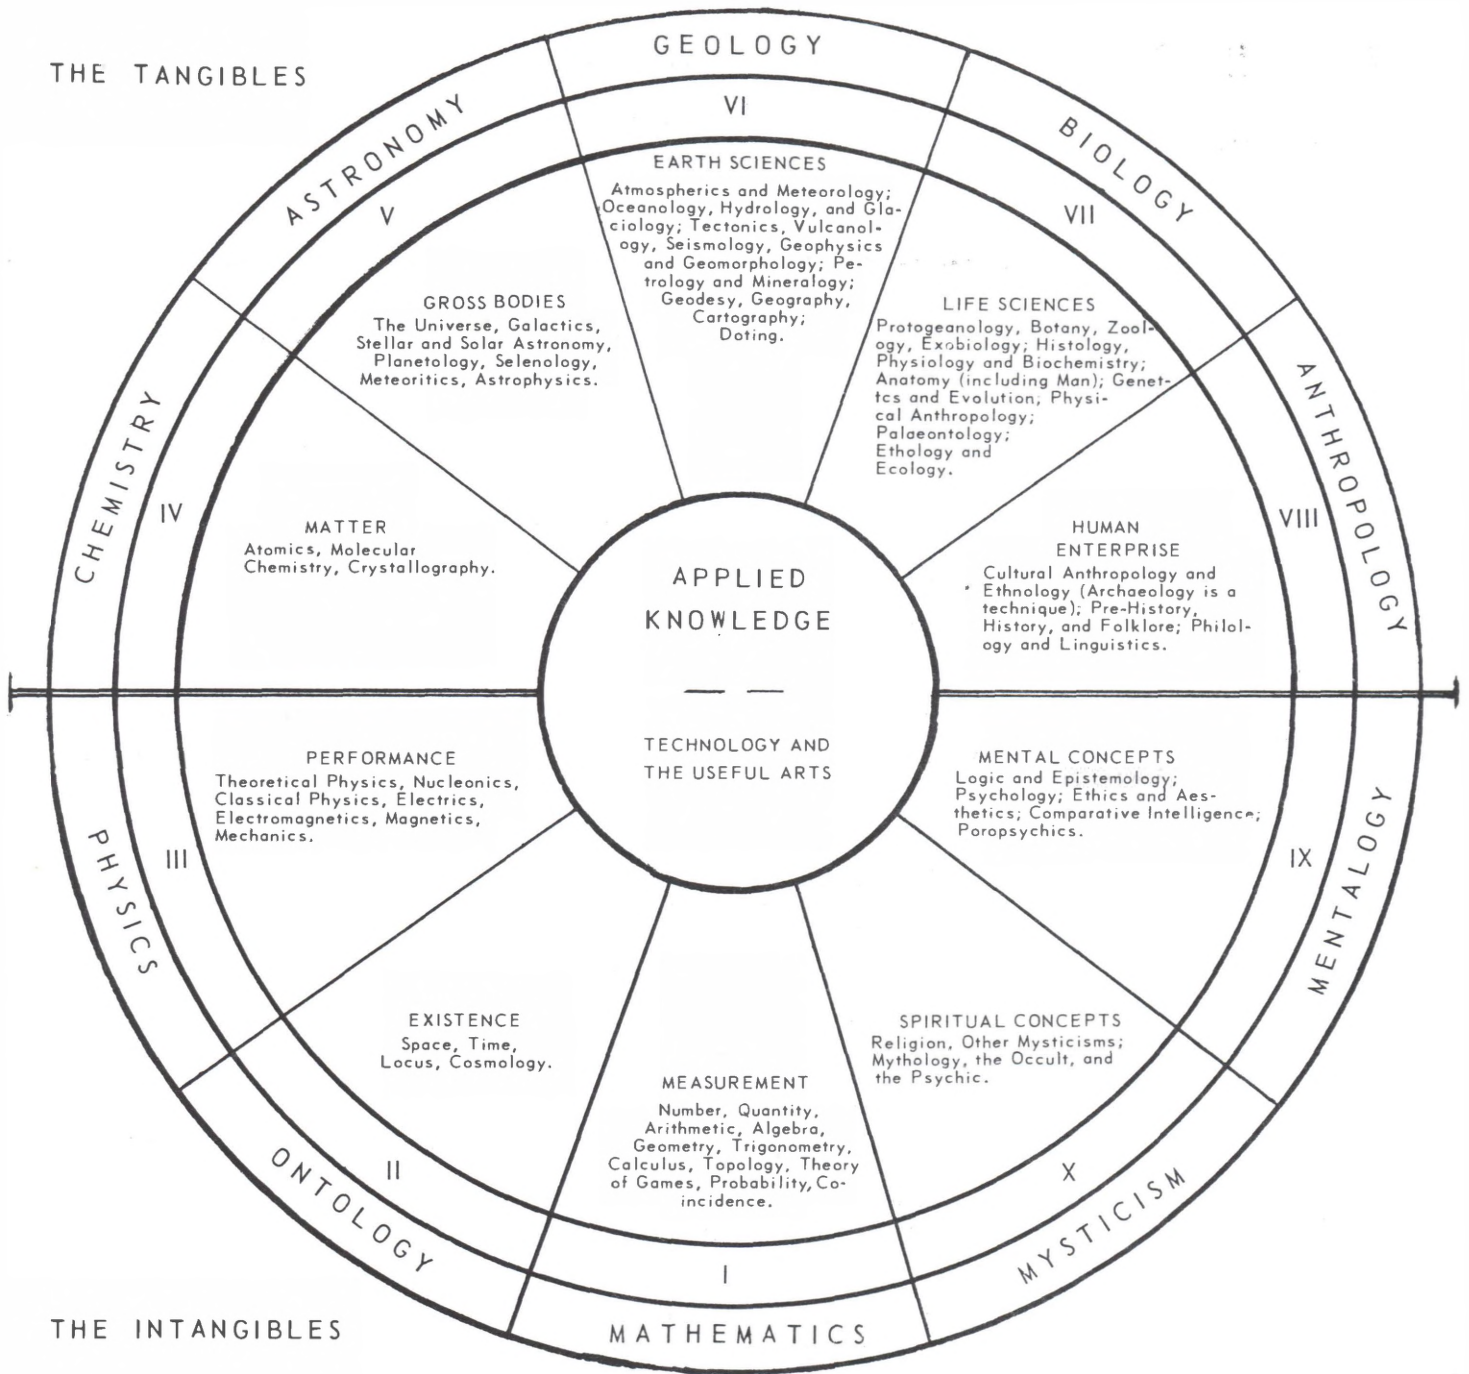 THE TANGIBLES
GEOLOGY
VI
EARTH SCIENCES
Atmospherics and Meteorology;
Oceanology, Hydrology, and Gla-
ciology; Tectonics, Vulcanol-
ogy, Seismology, Geophysics
and Geomorphology; Pe-
trology and Mineralogy;
Geodesy, Geography,
Cartography;
Doting.
BIOLOGY
VII
LIFE SCIENCES
Protogeanology, Botany, Zool-
ogy, Exobiology; Histology,
Physiology and Biochemistry;
Anatomy (including Man); Genet-
tcs and Evolution; Physi-
cal Anthropology;
Palaeontology;
Ethology and
Ecology.
ANTHROPOLOGY
VIII
HUMAN
ENTERPRISE
Cultural Anthropology and
Ethnology (Archaeology is a
technique); Pre-History,
History, and Folklore; Philol-
ogy and Linguistics.
ASTRONOMY
V
GROSS BODIES
The Universe, Galactics,
Stellar and Solar Astronomy,
Planetology, Selenology,
Meteoritics, Astrophysics.
CHEMISTRY
IV
MATTER
Atomics, Molecular
Chemistry, Crystallography.
APPLIED
KNOWLEDGE
— —
TECHNOLOGY AND
THE USEFUL ARTS
PHYSICS
III
PERFORMANCE
Theoretical Physics, Nucleonics,
Classical Physics, Electrics,
Electromagnetics, Magnetics,
Mechanics.
MENTALOGY
IX
MENTAL CONCEPTS
Logic and Epistemology;
Psychology; Ethics and Aes-
thetics; Comparative Intelligence;
Poropsychics.
ONTOLOGY
II
EXISTENCE
Space, Time,
Locus, Cosmology.
MATHEMATICS
I
MEASUREMENT
Number, Quantity,
Arithmetic, Algebra,
Geometry, Trigonometry,
Calculus, Topology, Theory
of Games, Probability, Co-
incidence.
MYSTICISM
X
SPIRITUAL CONCEPTS
Religion, Other Mysticisms;
Mythology, the Occult, and
the Psychic.
THE INTANGIBLES